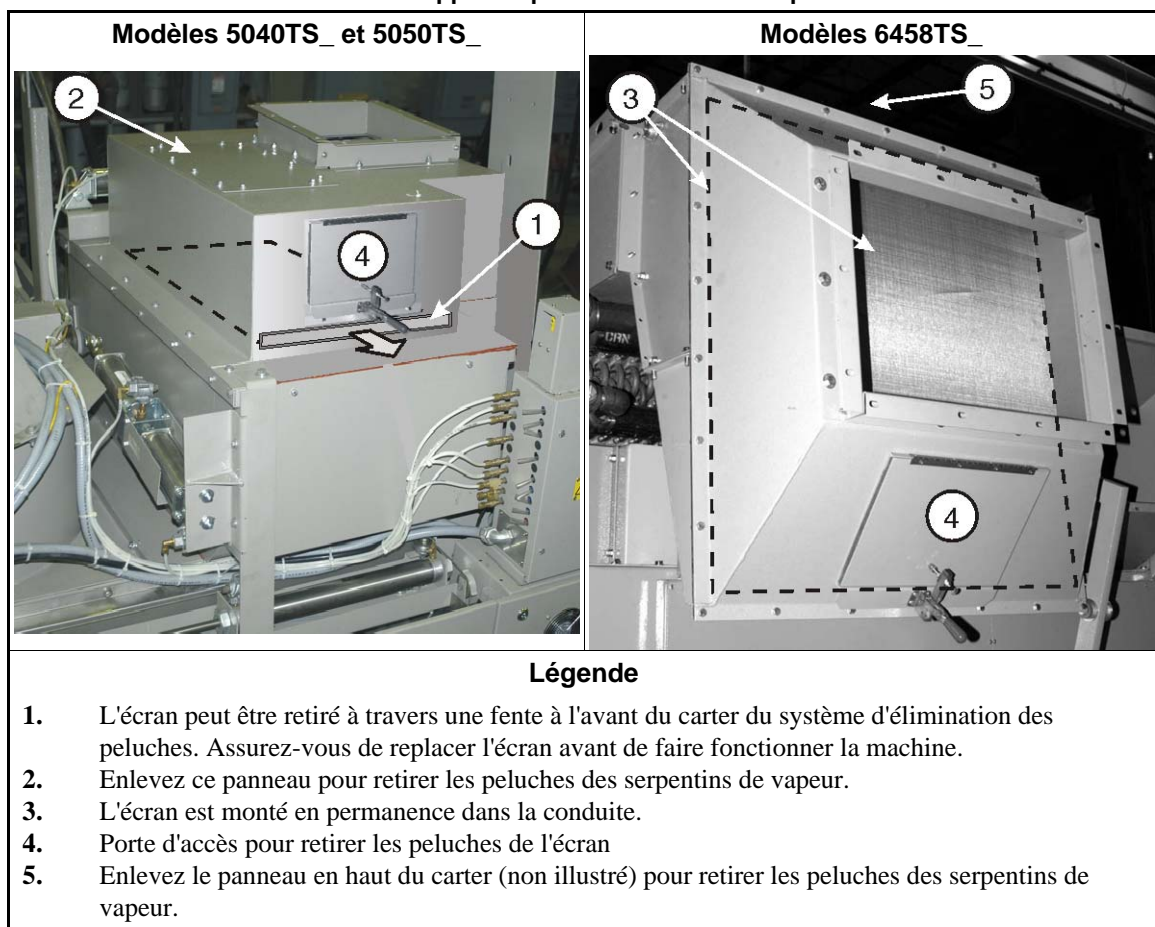 Modèles 5040TS_ et 5050TS_
Modèles 6458TS_
2
1
4
3
5
4
Légende
1. L'écran peut être retiré à travers une fente à l'avant du carter du système d'élimination des
peluches. Assurez-vous de replacer l'écran avant de faire fonctionner la machine.
2. Enlevez ce panneau pour retirer les peluches des serpentins de vapeur.
3. L'écran est monté en permanence dans la conduite.
4. Porte d'accès pour retirer les peluches de l'écran
5. Enlevez le panneau en haut du carter (non illustré) pour retirer les peluches des serpentins de
vapeur.